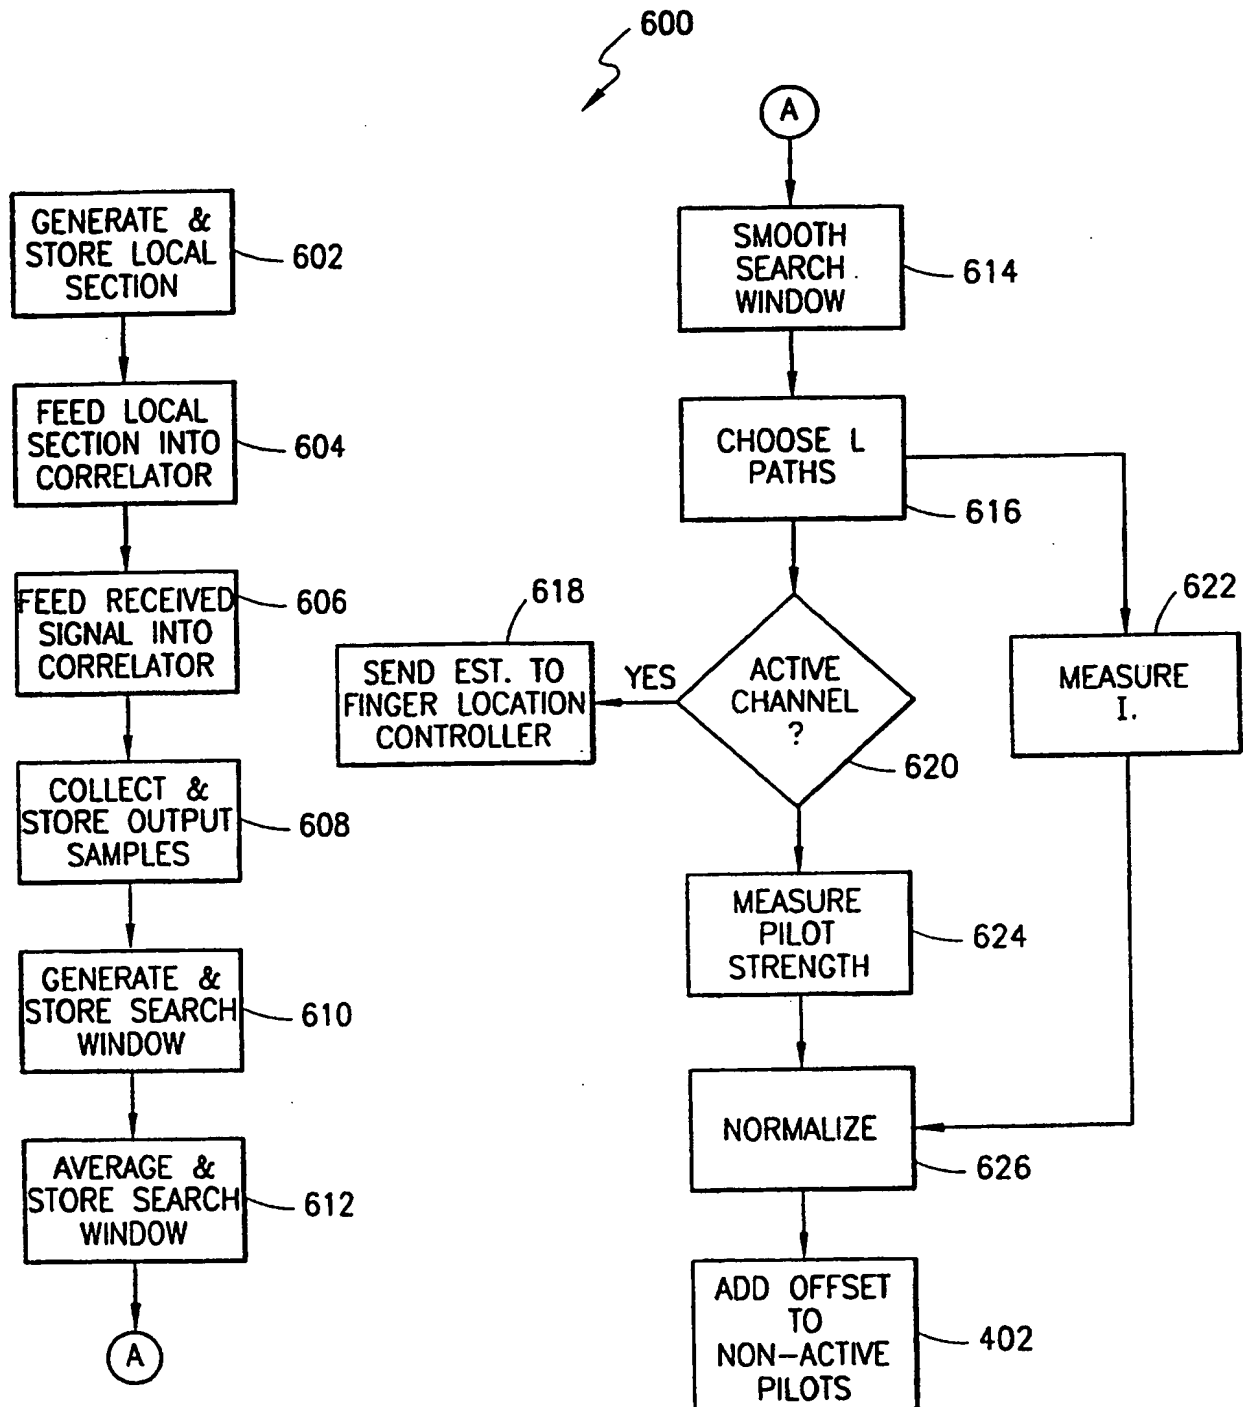 600
GENERATE &
STORE LOCAL
SECTION
602
FEED LOCAL
SECTION INTO
CORRELATOR
604
FEED RECEIVED
SIGNAL INTO
CORRELATOR
606
COLLECT &
STORE OUTPUT
SAMPLES
608
GENERATE &
STORE SEARCH
WINDOW
610
AVERAGE &
STORE SEARCH
WINDOW
612
A
A
SMOOTH
SEARCH
WINDOW
614
CHOOSE L
PATHS
616
618
SEND EST. TO
FINGER LOCATION
CONTROLLER
YES
ACTIVE
CHANNEL
?
620
622
MEASURE
I.
MEASURE
PILOT
STRENGTH
624
NORMALIZE
626
ADD OFFSET
TO
NON-ACTIVE
PILOTS
402